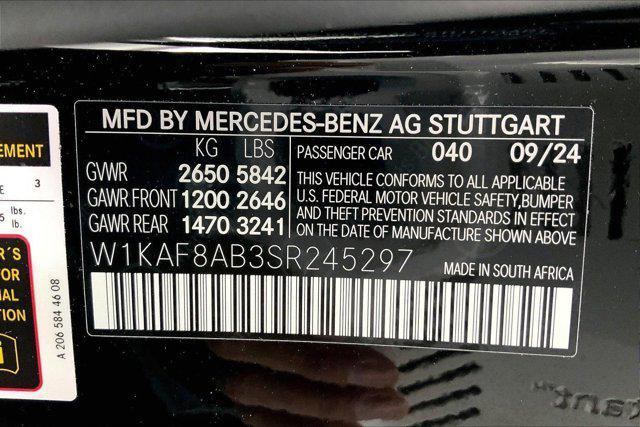 MFD BY MERCEDES-BENZ AG STUTTGART
KG LBS
GVWR 2650 5842
GAWR FRONT 1200 2646
GAWR REAR 1470 3241
PASSENGER CAR 040 09/24
THIS VEHICLE CONFORMS TO ALL APPLICABLE
U.S. FEDERAL MOTOR VEHICLE SAFETY,BUMPER
AND THEFT PREVENTION STANDARDS IN EFFECT
ON THE DATE OF MANUFACTURE SHOWN ABOVE.
W1KAF8AB3SR245297
MADE IN SOUTH AFRICA
3
lbs.
lbs.
A 206 584 46 08